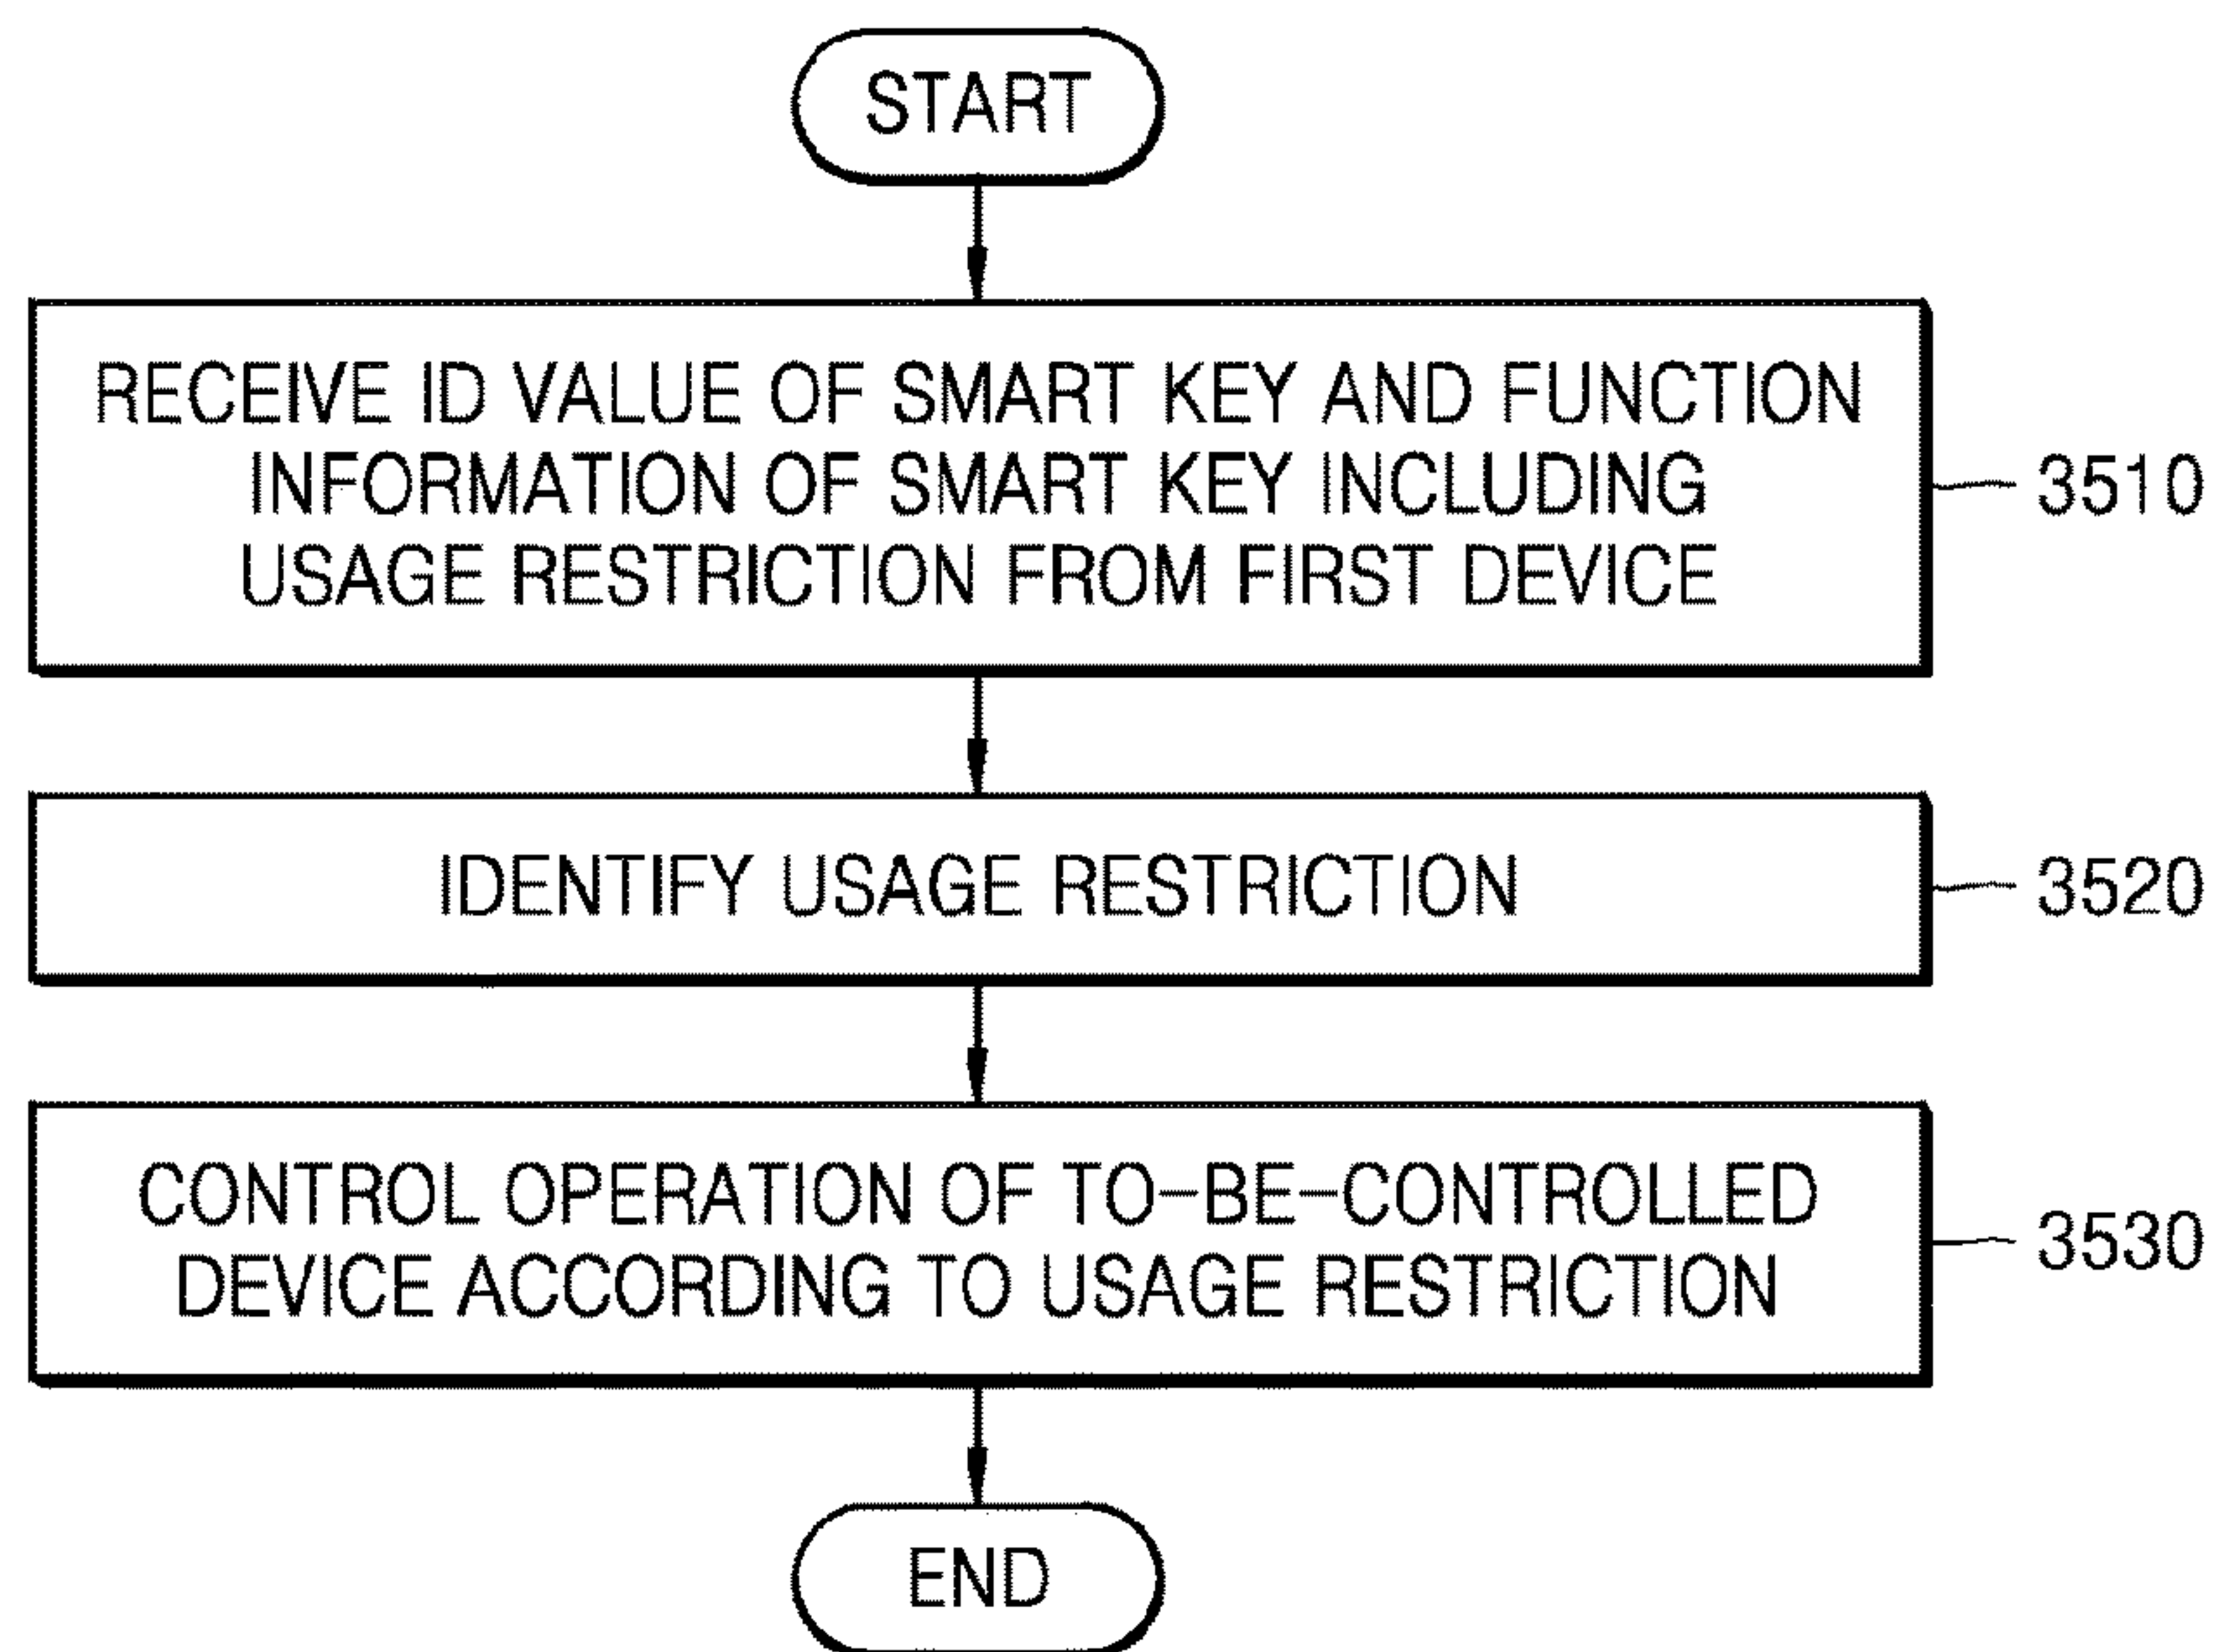 START
RECEIVE ID VALUE OF SMART KEY AND FUNCTION
INFORMATION OF SMART KEY INCLUDING
USAGE RESTRICTION FROM FIRST DEVICE
3510
IDENTIFY USAGE RESTRICTION
3520
CONTROL OPERATION OF TO-BE-CONTROLLED
DEVICE ACCORDING TO USAGE RESTRICTION
3530
END